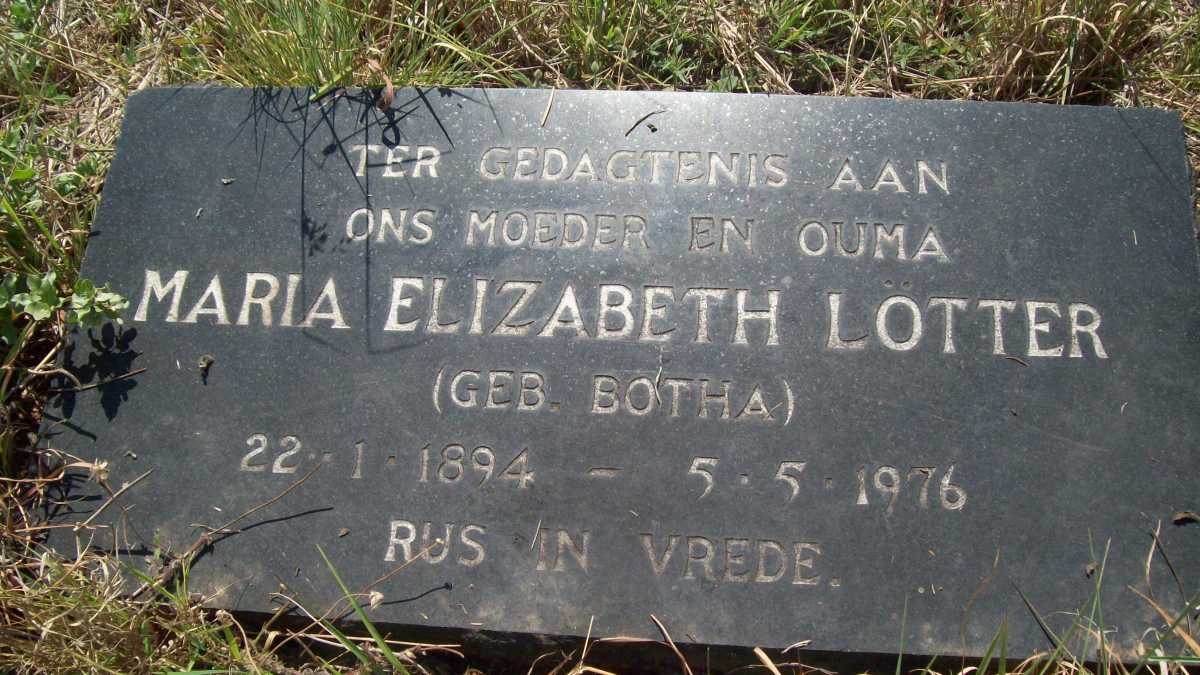 TER GEDAGTENIS AAN
ONS MOEDER EN OUMA
MARIA ELIZABETH LÖTTER
(GEB. BOTHA)
22·1·1894 – 5·5·1976
RUS IN VREDE.